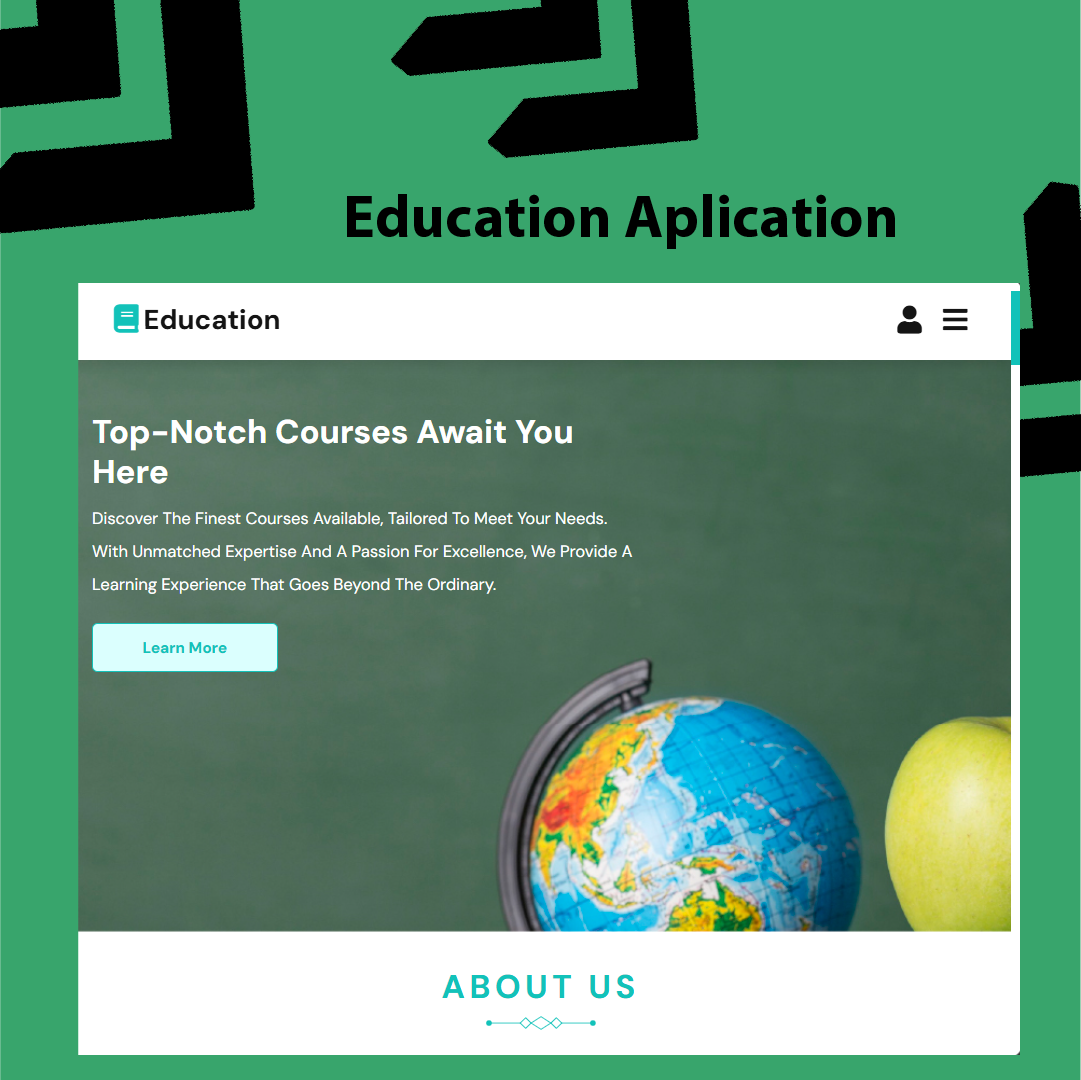 Education Aplication
Education
Top-Notch Courses Await You
Here
Discover The Finest Courses Available, Tailored To Meet Your Needs.
With Unmatched Expertise And A Passion For Excellence, We Provide A
Learning Experience That Goes Beyond The Ordinary.
Learn More
ABOUT US